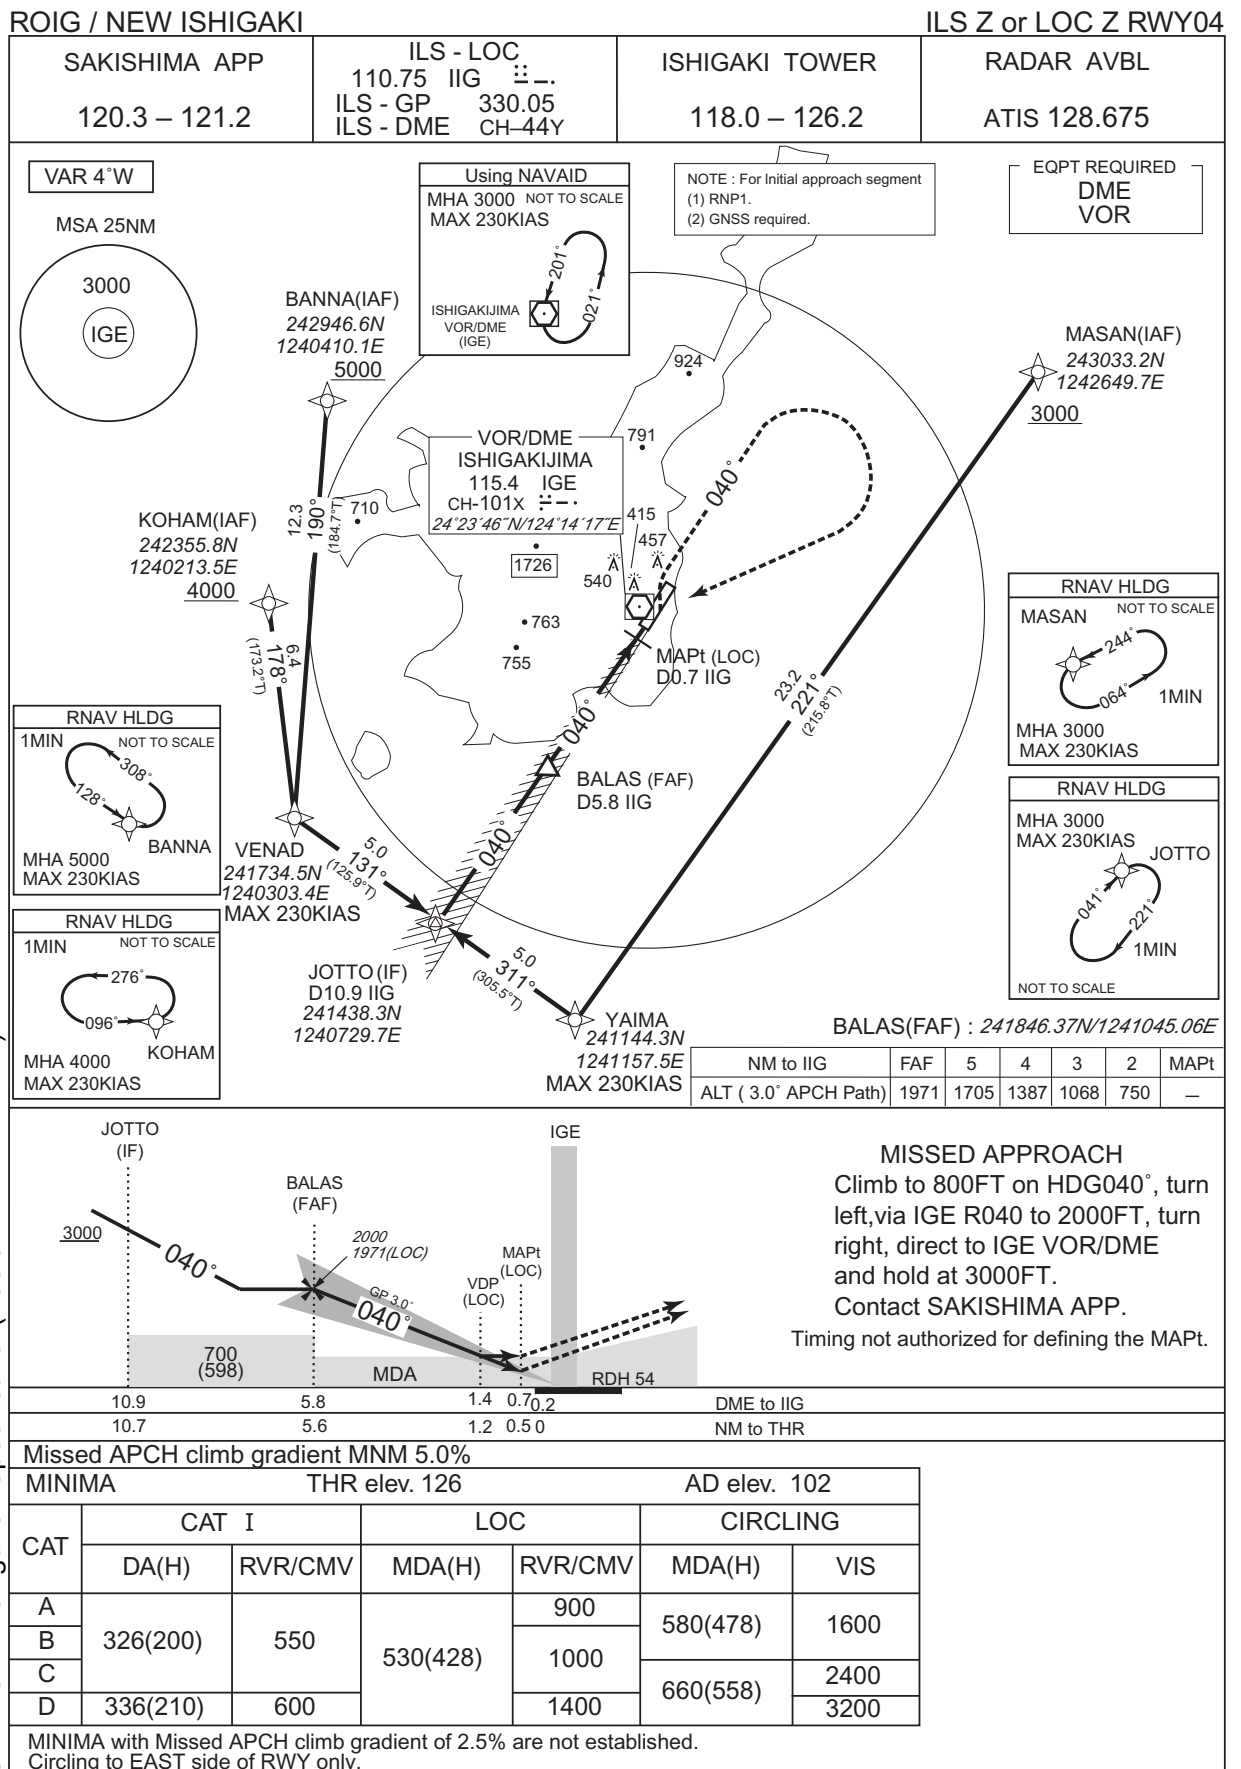 ROIG / NEW ISHIGAKI
ILS Z or LOC Z RWY04
SAKISHIMA APP
120.3 – 121.2
ILS - LOC
110.75 IIG
ILS - GP 330.05
ILS - DME CH–44Y
ISHIGAKI TOWER
118.0 – 126.2
RADAR AVBL
ATIS 128.675
VAR 4°W
MSA 25NM
3000
IGE
Using NAVAID
MHA 3000 NOT TO SCALE
MAX 230KIAS
201°
021°
ISHIGAKIJIMA
VOR/DME
(IGE)
NOTE : For Initial approach segment
(1) RNP1.
(2) GNSS required.
EQPT REQUIRED
DME
VOR
BANNA(IAF)
242946.6N
1240410.1E
5000
MASAN(IAF)
243033.2N
1242649.7E
3000
924
791
VOR/DME
ISHIGAKIJIMA
115.4 IGE
CH-101X
24°23´46˝N/124°14´17˝E
040°
12.3
190°
(184.7°T)
710
KOHAM(IAF)
242355.8N
1240213.5E
4000
415
457
540
1726
763
755
6.4
178°
(173.2°T)
MAPt (LOC)
D0.7 IIG
23.2
221°
(215.8°T)
RNAV HLDG
MASAN NOT TO SCALE
244°
064°
1MIN
MHA 3000
MAX 230KIAS
RNAV HLDG
1MIN NOT TO SCALE
308°
128°
BANNA
MHA 5000
MAX 230KIAS
040°
BALAS (FAF)
D5.8 IIG
040°
RNAV HLDG
MHA 3000
MAX 230KIAS
JOTTO
041°
221°
1MIN
NOT TO SCALE
VENAD
241734.5N
1240303.4E
MAX 230KIAS
5.0
131°
(125.9°T)
RNAV HLDG
1MIN NOT TO SCALE
276°
096°
KOHAM
MHA 4000
MAX 230KIAS
JOTTO (IF)
D10.9 IIG
241438.3N
1240729.7E
5.0
311°
(305.5°T)
YAIMA
241144.3N
1241157.5E
MAX 230KIAS
BALAS(FAF) : 241846.37N/1241045.06E
NM to IIG FAF 5 4 3 2 MAPt
ALT ( 3.0° APCH Path) 1971 1705 1387 1068 750 –
JOTTO
(IF)
BALAS
(FAF)
IGE
3000
040°
2000
1971(LOC)
GP 3.0°
040°
VDP
(LOC)
MAPt
(LOC)
700
(598)
MDA
RDH 54
10.9 5.8 1.4 0.7 0.2 DME to IIG
10.7 5.6 1.2 0.5 0 NM to THR
MISSED APPROACH
Climb to 800FT on HDG040°, turn
left,via IGE R040 to 2000FT, turn
right, direct to IGE VOR/DME
and hold at 3000FT.
Contact SAKISHIMA APP.
Timing not authorized for defining the MAPt.
Missed APCH climb gradient MNM 5.0%
MINIMA THR elev. 126 AD elev. 102
CAT CAT I LOC CIRCLING
DA(H) RVR/CMV MDA(H) RVR/CMV MDA(H) VIS
A 326(200) 550 530(428) 900 580(478) 1600
B 1000
C 660(558) 2400
D 336(210) 600 1400 3200
MINIMA with Missed APCH climb gradient of 2.5% are not established.
Circling to EAST side of RWY only.